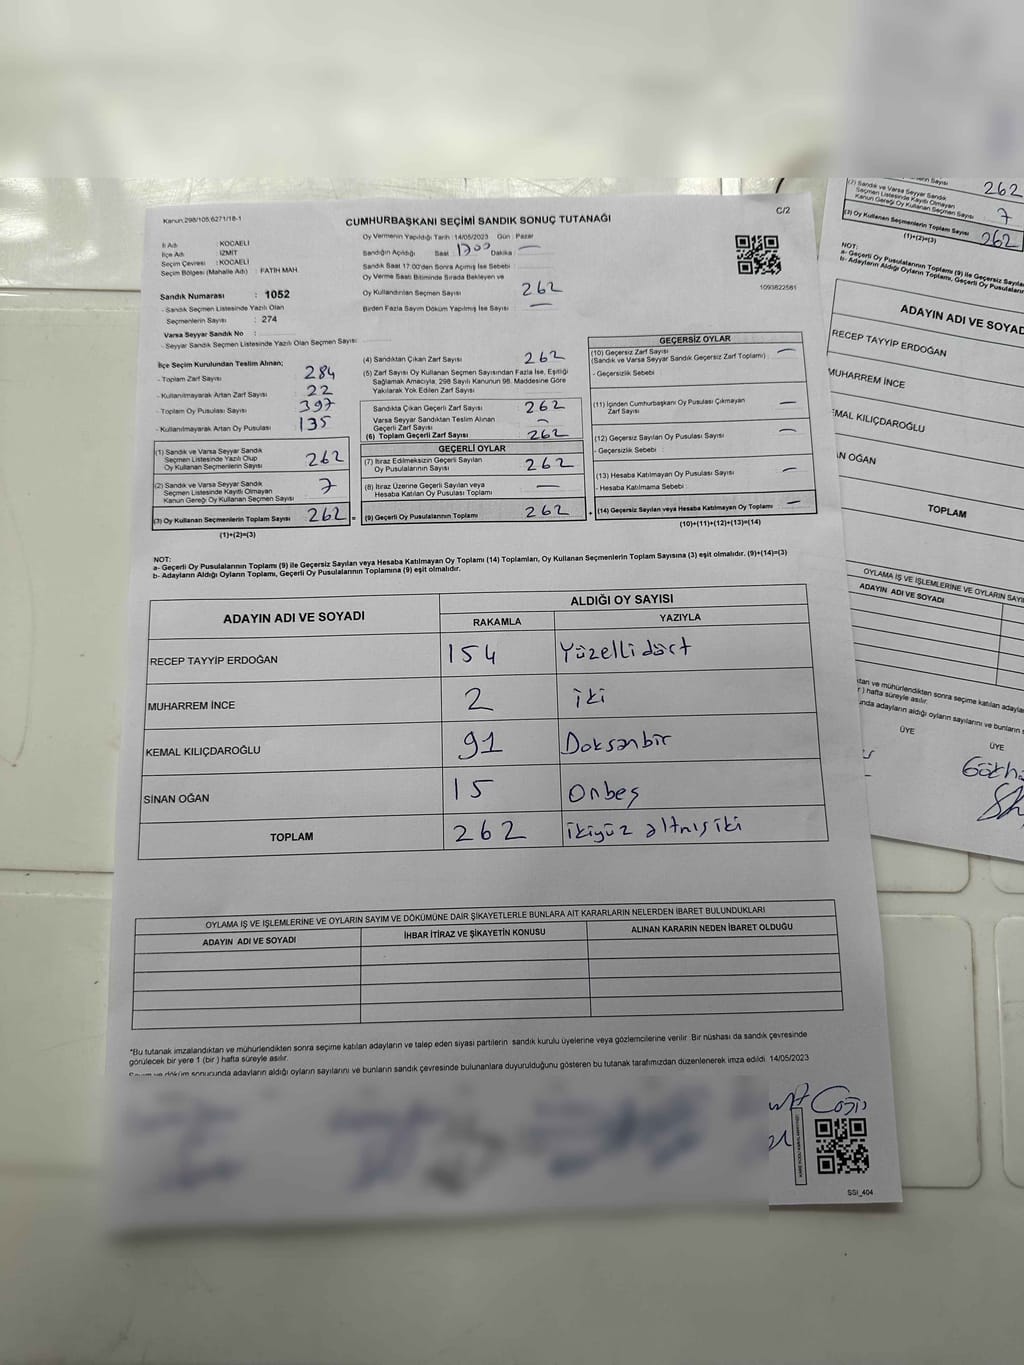 Kanun:298/105,6271/18-1
C/2
CUMHURBAŞKANI SEÇİMİ SANDIK SONUÇ TUTANAĞI
İl Adı : KOCAELİ
İlçe Adı : İZMİT
Seçim Çevresi : KOCAELİ
Seçim Bölgesi (Mahalle Adı) : FATIH MAH
Sandık Numarası : 1052
- Sandık Seçmen Listesinde Yazılı Olan
Seçmenlerin Sayısı : 274
Varsa Seyyar Sandık No :
- Seyyar Sandık Seçmen Listesinde Yazılı Olan Seçmen Sayısı :
Oy Vermenin Yapıldığı Tarih : 14/05/2023 Gün : Pazar
Sandığın Açıldığı Saat : 1700 Dakika : —
Sandık Saat 17:00'den Sonra Açılmış İse Sebebi :
Oy Verme Saati Bitiminde Sırada Bekleyen ve
Oy Kullandırılan Seçmen Sayısı 262
Birden Fazla Sayım Döküm Yapılmış İse Sayısı : —
1093822581
İlçe Seçim Kurulundan Teslim Alınan;
- Toplam Zarf Sayısı 284
- Kullanılmayarak Artan Zarf Sayısı 22
- Toplam Oy Pusulası Sayısı 397
- Kullanılmayarak Artan Oy Pusulası 135
(1) Sandık ve Varsa Seyyar Sandık
Seçmen Listesinde Yazılı Olup
Oy Kullanan Seçmenlerin Sayısı 262
(2) Sandık ve Varsa Seyyar Sandık
Seçmen Listesinde Kayıtlı Olmayan
Kanun Gereği Oy Kullanan Seçmen Sayısı 7
(3) Oy Kullanan Seçmenlerin Toplam Sayısı 262 =
(1)+(2)=(3)
(4) Sandıktan Çıkan Zarf Sayısı 262
(5) Zarf Sayısı Oy Kullanan Seçmen Sayısından Fazla İse, Eşitliği
Sağlamak Amacıyla, 298 Sayılı Kanunun 98. Maddesine Göre
Yakılarak Yok Edilen Zarf Sayısı
Sandıkta Çıkan Geçerli Zarf Sayısı 262
Varsa Seyyar Sandıktan Teslim Alınan
Geçerli Zarf Sayısı —
(6) Toplam Geçerli Zarf Sayısı 262
GEÇERLİ OYLAR
(7) İtiraz Edilmeksizin Geçerli Sayılan
Oy Pusulalarının Sayısı 262
(8) İtiraz Üzerine Geçerli Sayılan veya
Hesaba Katılan Oy Pusulası Toplamı —
(9) Geçerli Oy Pusulalarının Toplamı 262 +
GEÇERSİZ OYLAR
(10) Geçersiz Zarf Sayısı —
(Sandık ve Varsa Seyyar Sandık Geçersiz Zarf Toplamı) :
- Geçersizlik Sebebi :
(11) İçinden Cumhurbaşkanı Oy Pusulası Çıkmayan
Zarf Sayısı —
(12) Geçersiz Sayılan Oy Pusulası Sayısı —
- Geçersizlik Sebebi :
(13) Hesaba Katılmayan Oy Pusulası Sayısı —
- Hesaba Katılmama Sebebi :
(14) Geçersiz Sayılan veya Hesaba Katılmayan Oy Toplamı —
(10)+(11)+(12)+(13)=(14)
NOT:
a- Geçerli Oy Pusulalarının Toplamı (9) ile Geçersiz Sayılan veya Hesaba Katılmayan Oy Toplamı (14) Toplamları, Oy Kullanan Seçmenlerin Toplam Sayısına (3) eşit olmalıdır. (9)+(14)=(3)
b- Adayların Aldığı Oyların Toplamı, Geçerli Oy Pusulalarının Toplamına (9) eşit olmalıdır.
ADAYIN ADI VE SOYADI
ALDIĞI OY SAYISI
RAKAMLA YAZIYLA
RECEP TAYYİP ERDOĞAN 154 Yüzellidört
MUHARREM İNCE 2 iki
KEMAL KILIÇDAROĞLU 91 Doksanbir
SİNAN OĞAN 15 Onbeş
TOPLAM 262 ikiyüz altmışiki
OYLAMA İŞ VE İŞLEMLERİNE VE OYLARIN SAYIM VE DÖKÜMÜNE DAİR ŞİKAYETLERLE BUNLARA AİT KARARLARIN NELERDEN İBARET BULUNDUKLARI
ADAYIN ADI VE SOYADI İHBAR İTİRAZ VE ŞİKAYETİN KONUSU ALINAN KARARIN NEDEN İBARET OLDUĞU
*Bu tutanak imzalandıktan ve mühürlendikten sonra seçime katılan adayların ve talep eden siyasi partilerin sandık kurulu üyelerine veya gözlemcilerine verilir. Bir nüshası da sandık çevresinde
görülecek bir yere 1 (bir ) hafta süreyle asılır.
Sayım ve döküm sonucunda adayların aldığı oyların sayılarını ve bunların sandık çevresinde bulunanlara duyurulduğunu gösteren bu tutanak tarafımızdan düzenlenerek imza edildi. 14/05/2023
SSI_404
262
(2) Sandık ve Varsa Seyyar Sandık
Seçmen Listesinde Kayıtlı Olmayan
Kanun Gereği Oy Kullanan Seçmen Sayısı 7
(3) Oy Kullanan Seçmenlerin Toplam Sayısı 262
(1)+(2)=(3)
NOT:
a- Geçerli Oy Pusulalarının Toplamı (9) ile Geçersiz
b- Adayların Aldığı Oyların Toplamı, Geçerli Oy
ADAYIN ADI VE SOYAD
RECEP TAYYİP ERDOĞAN
MUHARREM İNCE
EMAL KILIÇDAROĞLU
N OĞAN
TOPLAM
OYLAMA İŞ VE İŞLEMLERİNE VE OYLARIN SAYI
ADAYIN ADI VE SOYADI
ve mühürlendikten sonra seçime katılan adaylar
) hafta süreyle asılır.
adayların aldığı oyların sayılarını ve bunların
ÜYE
ÜYE